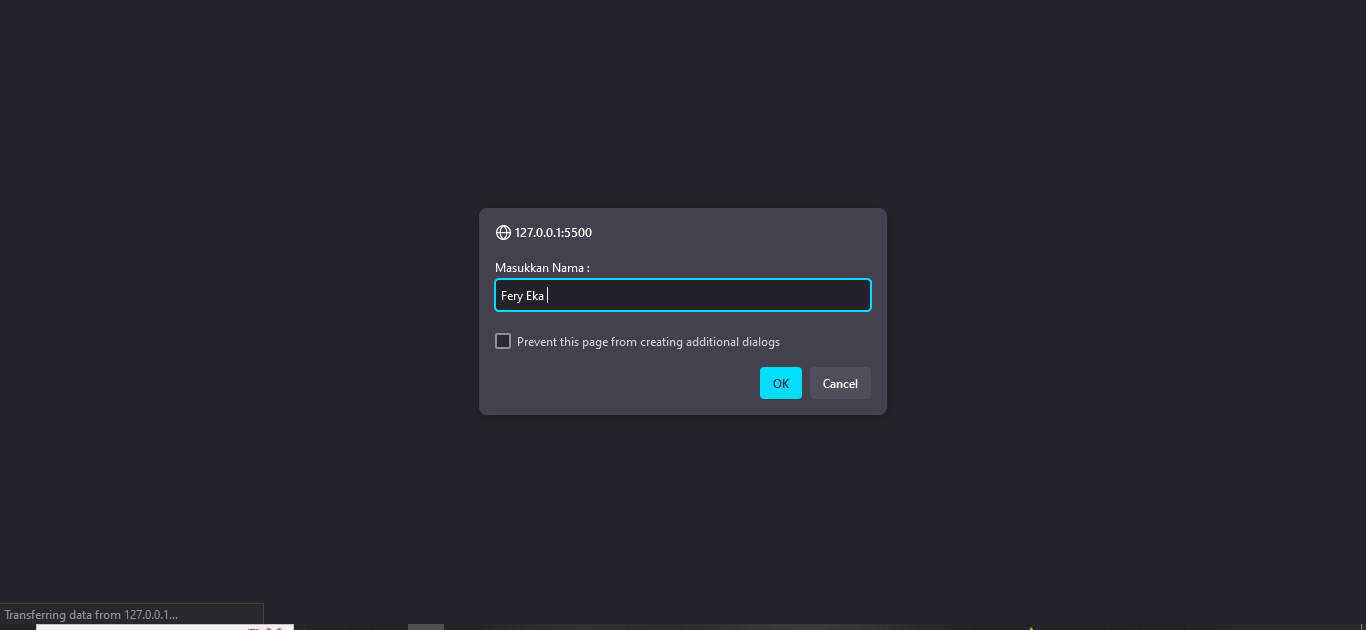 127.0.0.1:5500
Masukkan Nama :
Fery Eka
Prevent this page from creating additional dialogs
OK Cancel
Transferring data from 127.0.0.1...